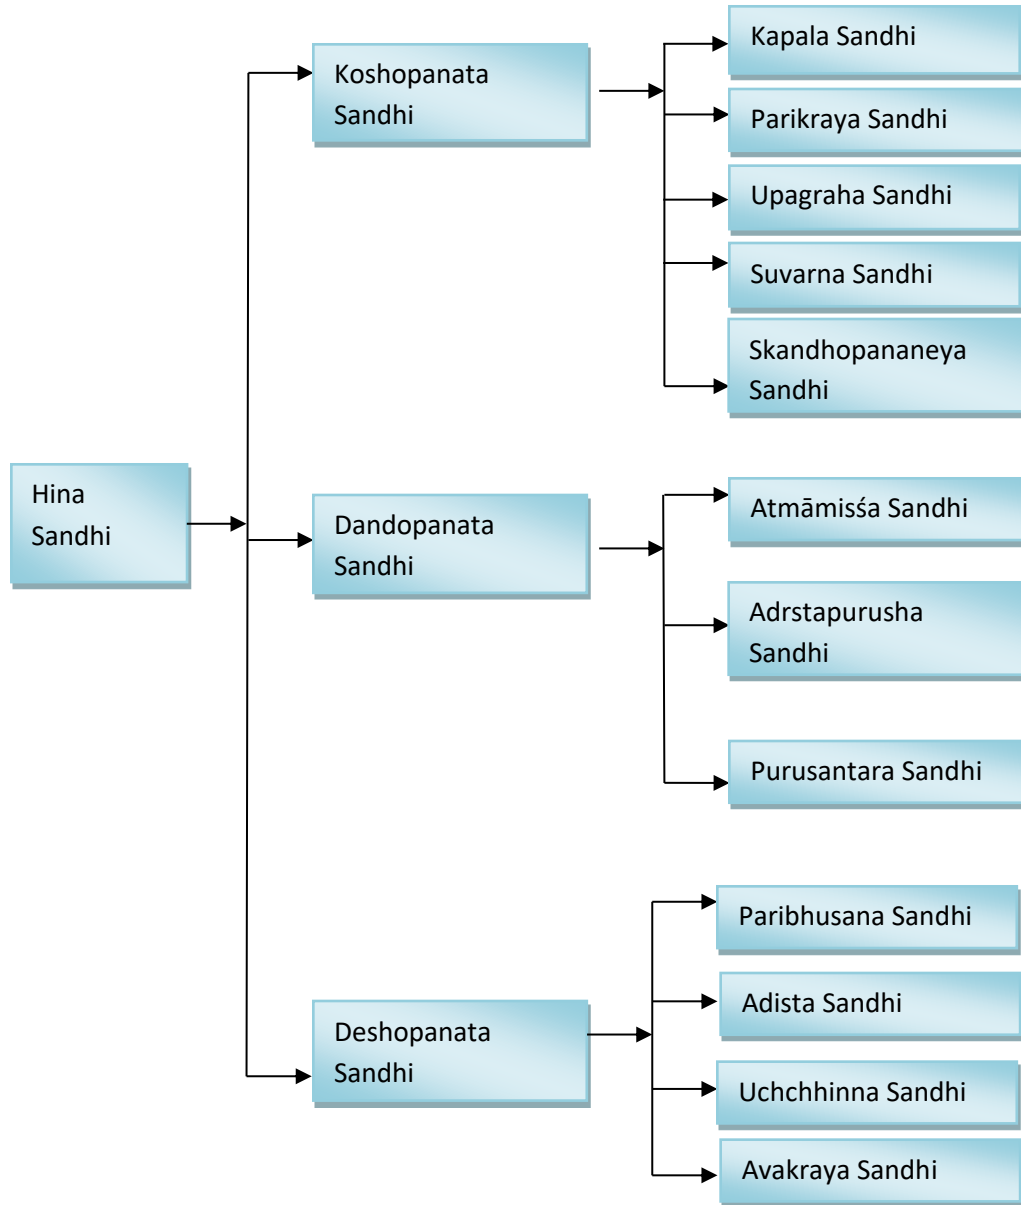 Hina
Sandhi
Koshopanata
Sandhi
Kapala Sandhi
Parikraya Sandhi
Upagraha Sandhi
Suvarna Sandhi
Skandhopananeya
Sandhi
Dandopanata
Sandhi
Atmāmisśa Sandhi
Adrstapurusha
Sandhi
Purusantara Sandhi
Deshopanata
Sandhi
Paribhusana Sandhi
Adista Sandhi
Uchchhinna Sandhi
Avakraya Sandhi